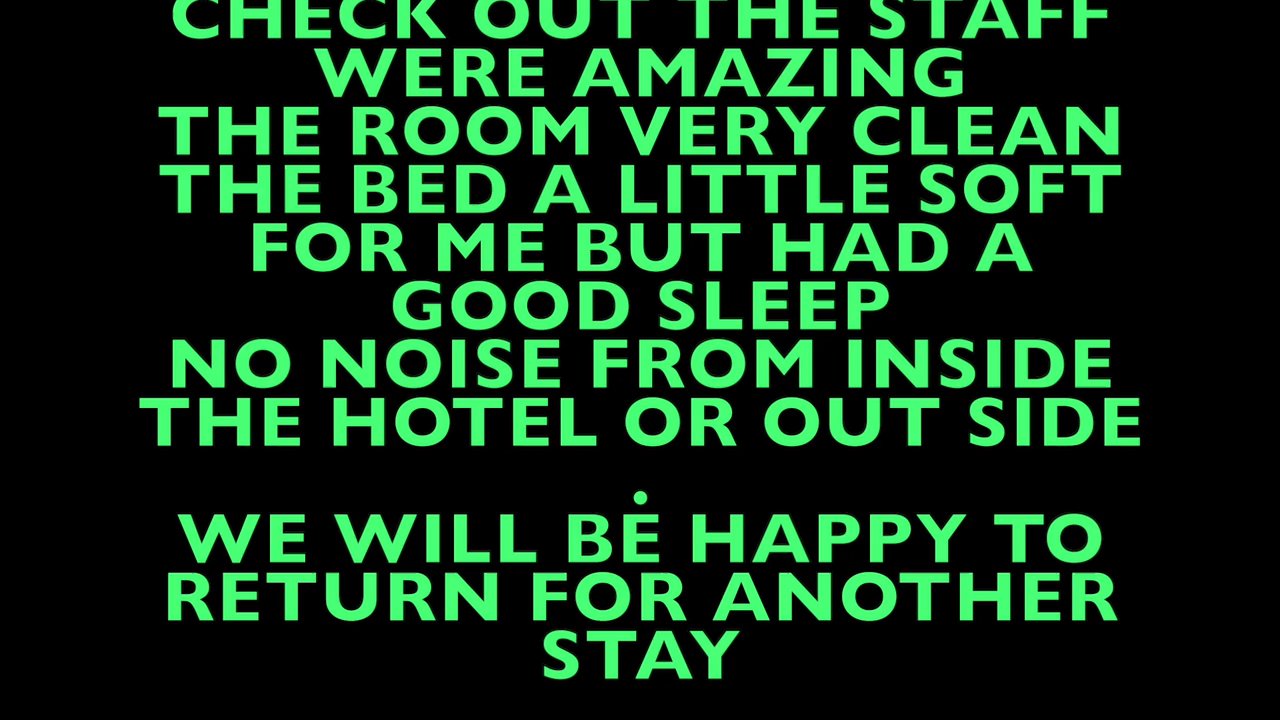 CHECK OUT THE STAFF
WERE AMAZING
THE ROOM VERY CLEAN
THE BED A LITTLE SOFT
FOR ME BUT HAD A
GOOD SLEEP
NO NOISE FROM INSIDE
THE HOTEL OR OUT SIDE
.
WE WILL BE HAPPY TO
RETURN FOR ANOTHER
STAY